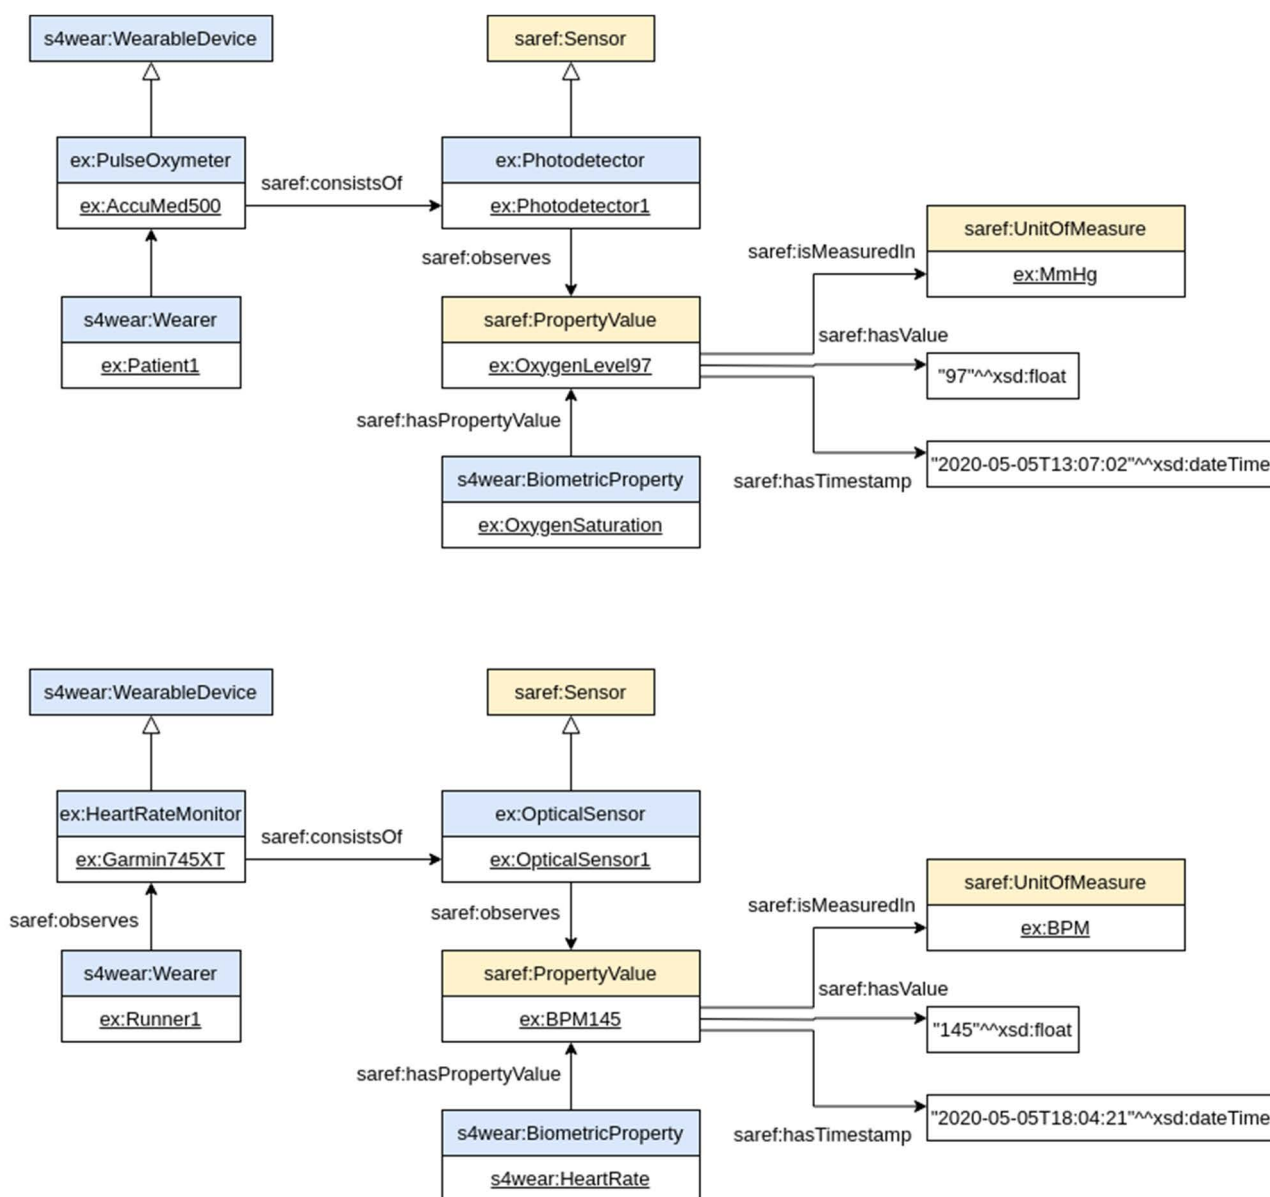 s4wear:WearableDevice
saref:Sensor
ex:PulseOxymeter
ex:AccuMed500
saref:consistsOf
ex:Photodetector
ex:Photodetector1
saref:observes
saref:isMeasuredIn
saref:UnitOfMeasure
ex:MmHg
s4wear:Wearer
ex:Patient1
saref:PropertyValue
ex:OxygenLevel97
saref:hasValue
"97"^^xsd:float
saref:hasPropertyValue
"2020-05-05T13:07:02"^^xsd:dateTime
saref:hasTimestamp
s4wear:BiometricProperty
ex:OxygenSaturation
s4wear:WearableDevice
saref:Sensor
ex:HeartRateMonitor
ex:Garmin745XT
saref:consistsOf
ex:OpticalSensor
ex:OpticalSensor1
saref:observes
saref:observes
saref:isMeasuredIn
saref:UnitOfMeasure
ex:BPM
s4wear:Wearer
ex:Runner1
saref:PropertyValue
ex:BPM145
saref:hasValue
"145"^^xsd:float
saref:hasPropertyValue
"2020-05-05T18:04:21"^^xsd:dateTime
saref:hasTimestamp
s4wear:BiometricProperty
s4wear:HeartRate